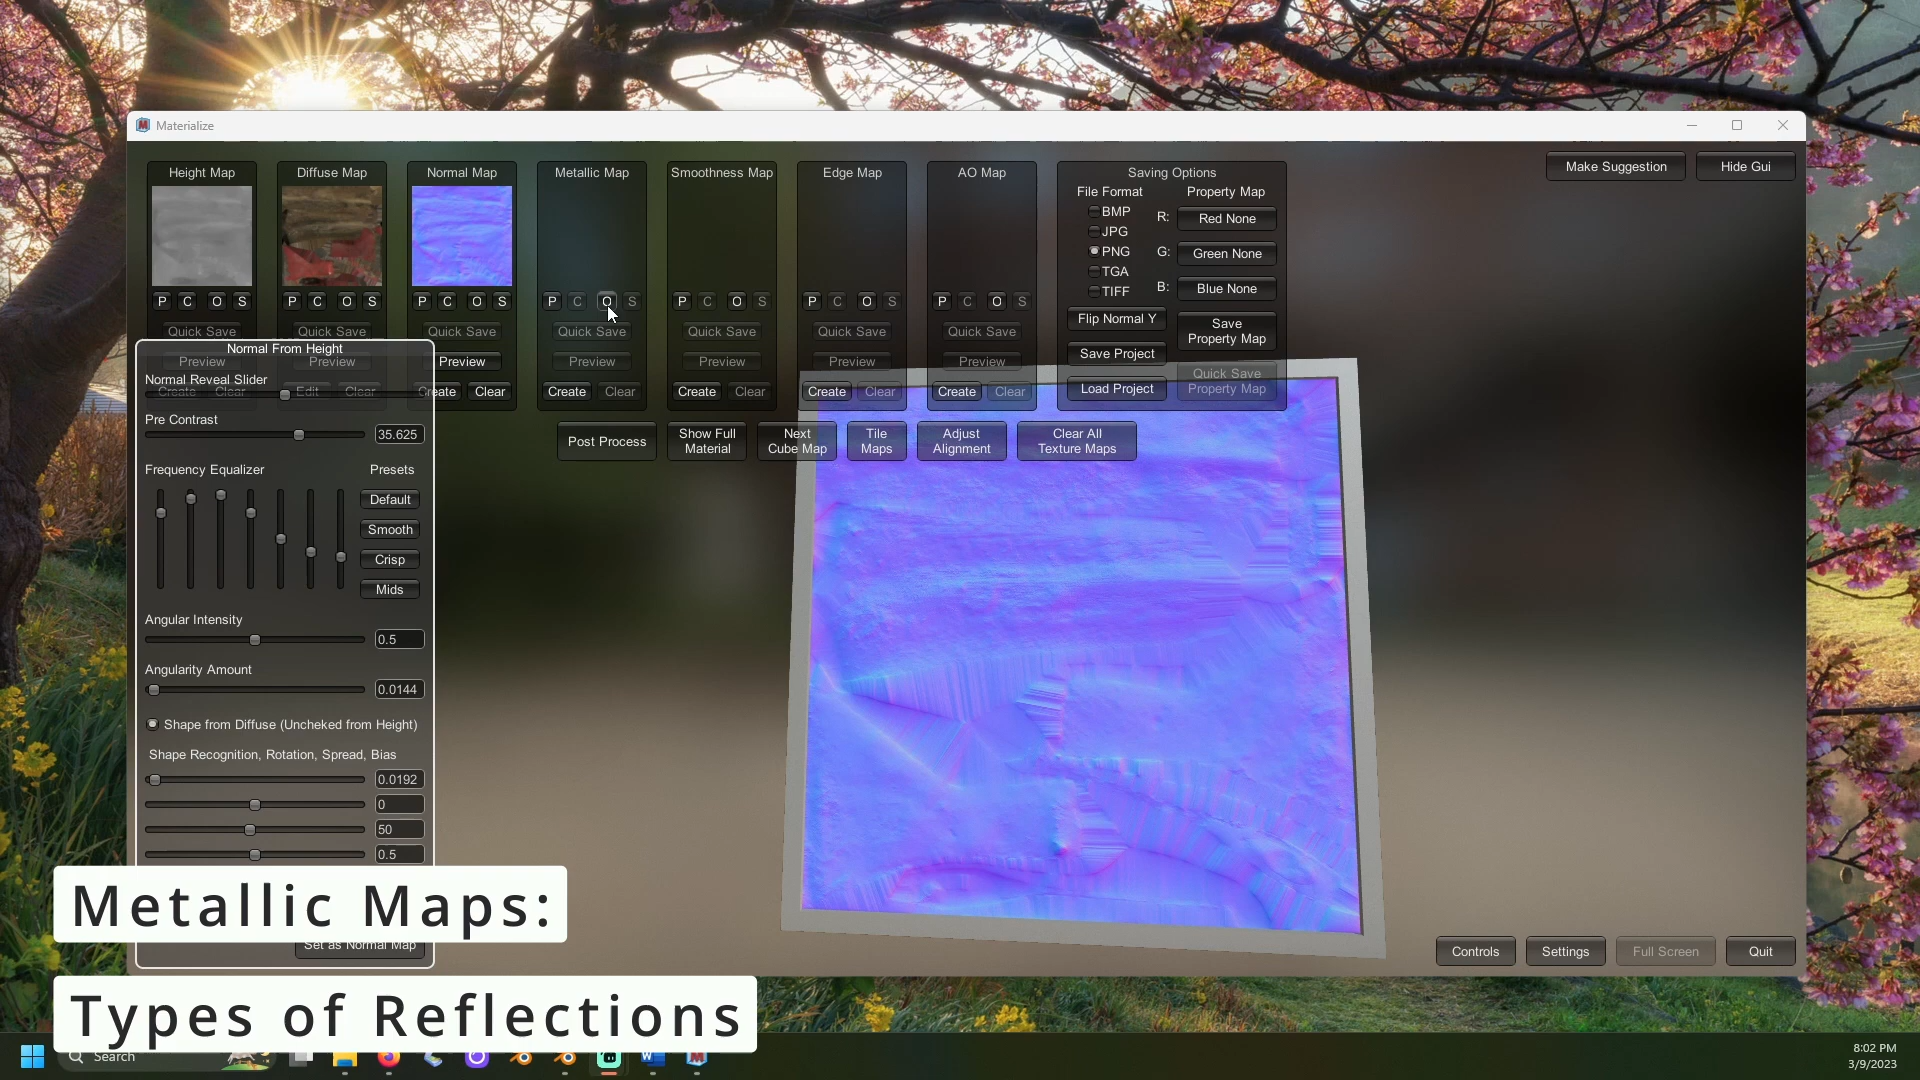 Materialize
Make Suggestion
Hide Gui
Height Map
Diffuse Map
Normal Map
Metallic Map
Smoothness Map
Edge Map
AO Map
P C O S
P C O S
P C O S
P C O S
P C O S
P C O S
P C O S
Quick Save
Quick Save
Quick Save
Quick Save
Quick Save
Quick Save
Quick Save
Preview
Preview
Preview
Preview
Preview
Preview
Preview
Create Clear
Edit Clear
Create Clear
Create Clear
Create Clear
Create Clear
Create Clear
Saving Options
File Format
Property Map
BMP
JPG
PNG
TGA
TIFF
R: Red None
G: Green None
B: Blue None
Flip Normal Y
Save Project
Load Project
Save
Property Map
Quick Save
Property Map
Post Process
Show Full
Material
Next
Cube Map
Tile
Maps
Adjust
Alignment
Clear All
Texture Maps
Normal From Height
Normal Reveal Slider
Pre Contrast
35.625
Frequency Equalizer
Presets
Default
Smooth
Crisp
Mids
Angular Intensity
0.5
Angularity Amount
0.0144
Shape from Diffuse (Uncheked from Height)
Shape Recognition, Rotation, Spread, Bias
0.0192
0
50
0.5
Set as Normal Map
Metallic Maps:
Types of Reflections
Controls
Settings
Full Screen
Quit
Search
8:02 PM
3/9/2023